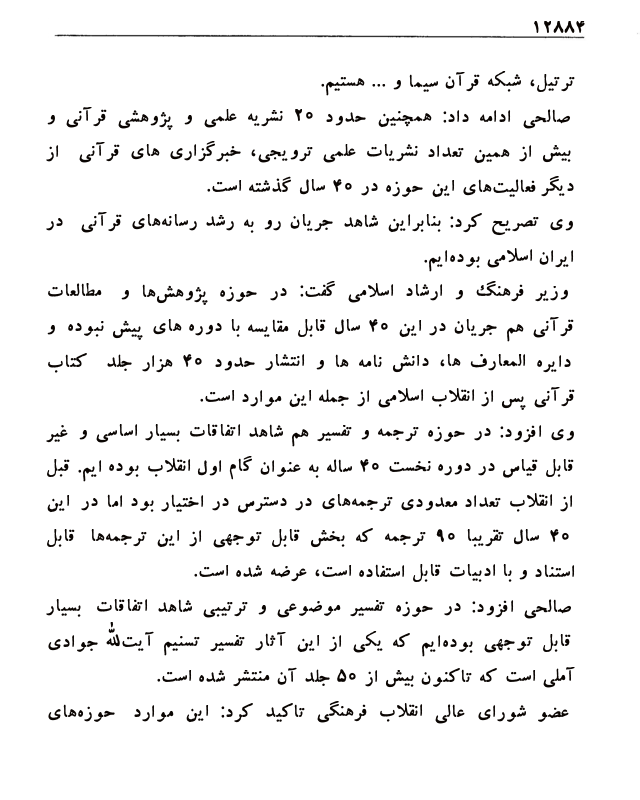 ۱۲۸۸۴
ترتیل، شبکه قرآن سیما و ... هستیم.
صالحی ادامه داد: همچنین حدود ۲۰ نشریه علمی و پژوهشی قرآنی و
بیش از همین تعداد نشریات علمی ترویجی، خبرگزاری های قرآنی از
دیگر فعالیت‌های این حوزه در ۴۰ سال گذشته است.
وی تصریح کرد: بنابراین شاهد جریان رو به رشد رسانه‌های قرآنی در
ایران اسلامی بوده‌ایم.
وزیر فرهنگ و ارشاد اسلامی گفت: در حوزه پژوهش‌ها و مطالعات
قرآنی هم جریان در این ۴۰ سال قابل مقایسه با دوره های پیش نبوده و
دایره المعارف ها، دانش نامه ها و انتشار حدود ۴۰ هزار جلد کتاب
قرآنی پس از انقلاب اسلامی از جمله این موارد است.
وی افزود: در حوزه ترجمه و تفسیر هم شاهد اتفاقات بسیار اساسی و غیر
قابل قیاس در دوره نخست ۴۰ ساله به عنوان گام اول انقلاب بوده ایم. قبل
از انقلاب تعداد معدودی ترجمه‌های در دسترس در اختیار بود اما در این
۴۰ سال تقریبا ۹۰ ترجمه که بخش قابل توجهی از این ترجمه‌ها قابل
استناد و با ادبیات قابل استفاده است، عرضه شده است.
صالحی افزود: در حوزه تفسیر موضوعی و ترتیبی شاهد اتفاقات بسیار
قابل توجهی بوده‌ایم که یکی از این آثار تفسیر تسنیم آیت‌الله جوادی
آملی است که تاکنون بیش از ۵۰ جلد آن منتشر شده است.
عضو شورای عالی انقلاب فرهنگی تاکید کرد: این موارد حوزه‌های